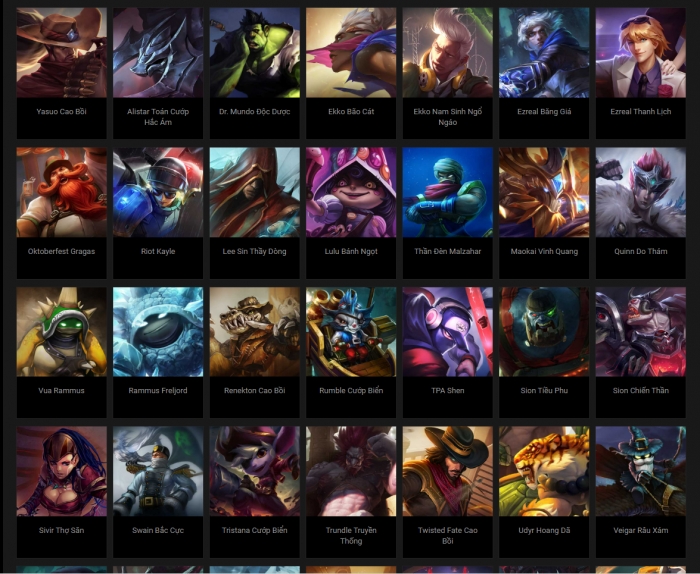 Yasuo Cao Bồi
Alistar Toán Cướp
Hắc Ám
Dr. Mundo Độc Dược
Ekko Bão Cát
Ekko Nam Sinh Ngổ
Ngáo
Ezreal Băng Giá
Ezreal Thanh Lịch
Oktoberfest Gragas
Riot Kayle
Lee Sin Thầy Dòng
Lulu Bánh Ngọt
Thần Đèn Malzahar
Maokai Vinh Quang
Quinn Do Thám
Vua Rammus
Rammus Freljord
Renekton Cao Bồi
Rumble Cướp Biển
TPA Shen
Sion Tiều Phu
Sion Chiến Thần
Sivir Thợ Săn
Swain Bắc Cực
Tristana Cướp Biển
Trundle Truyền
Thống
Twisted Fate Cao
Bồi
Udyr Hoang Dã
Veigar Râu Xám